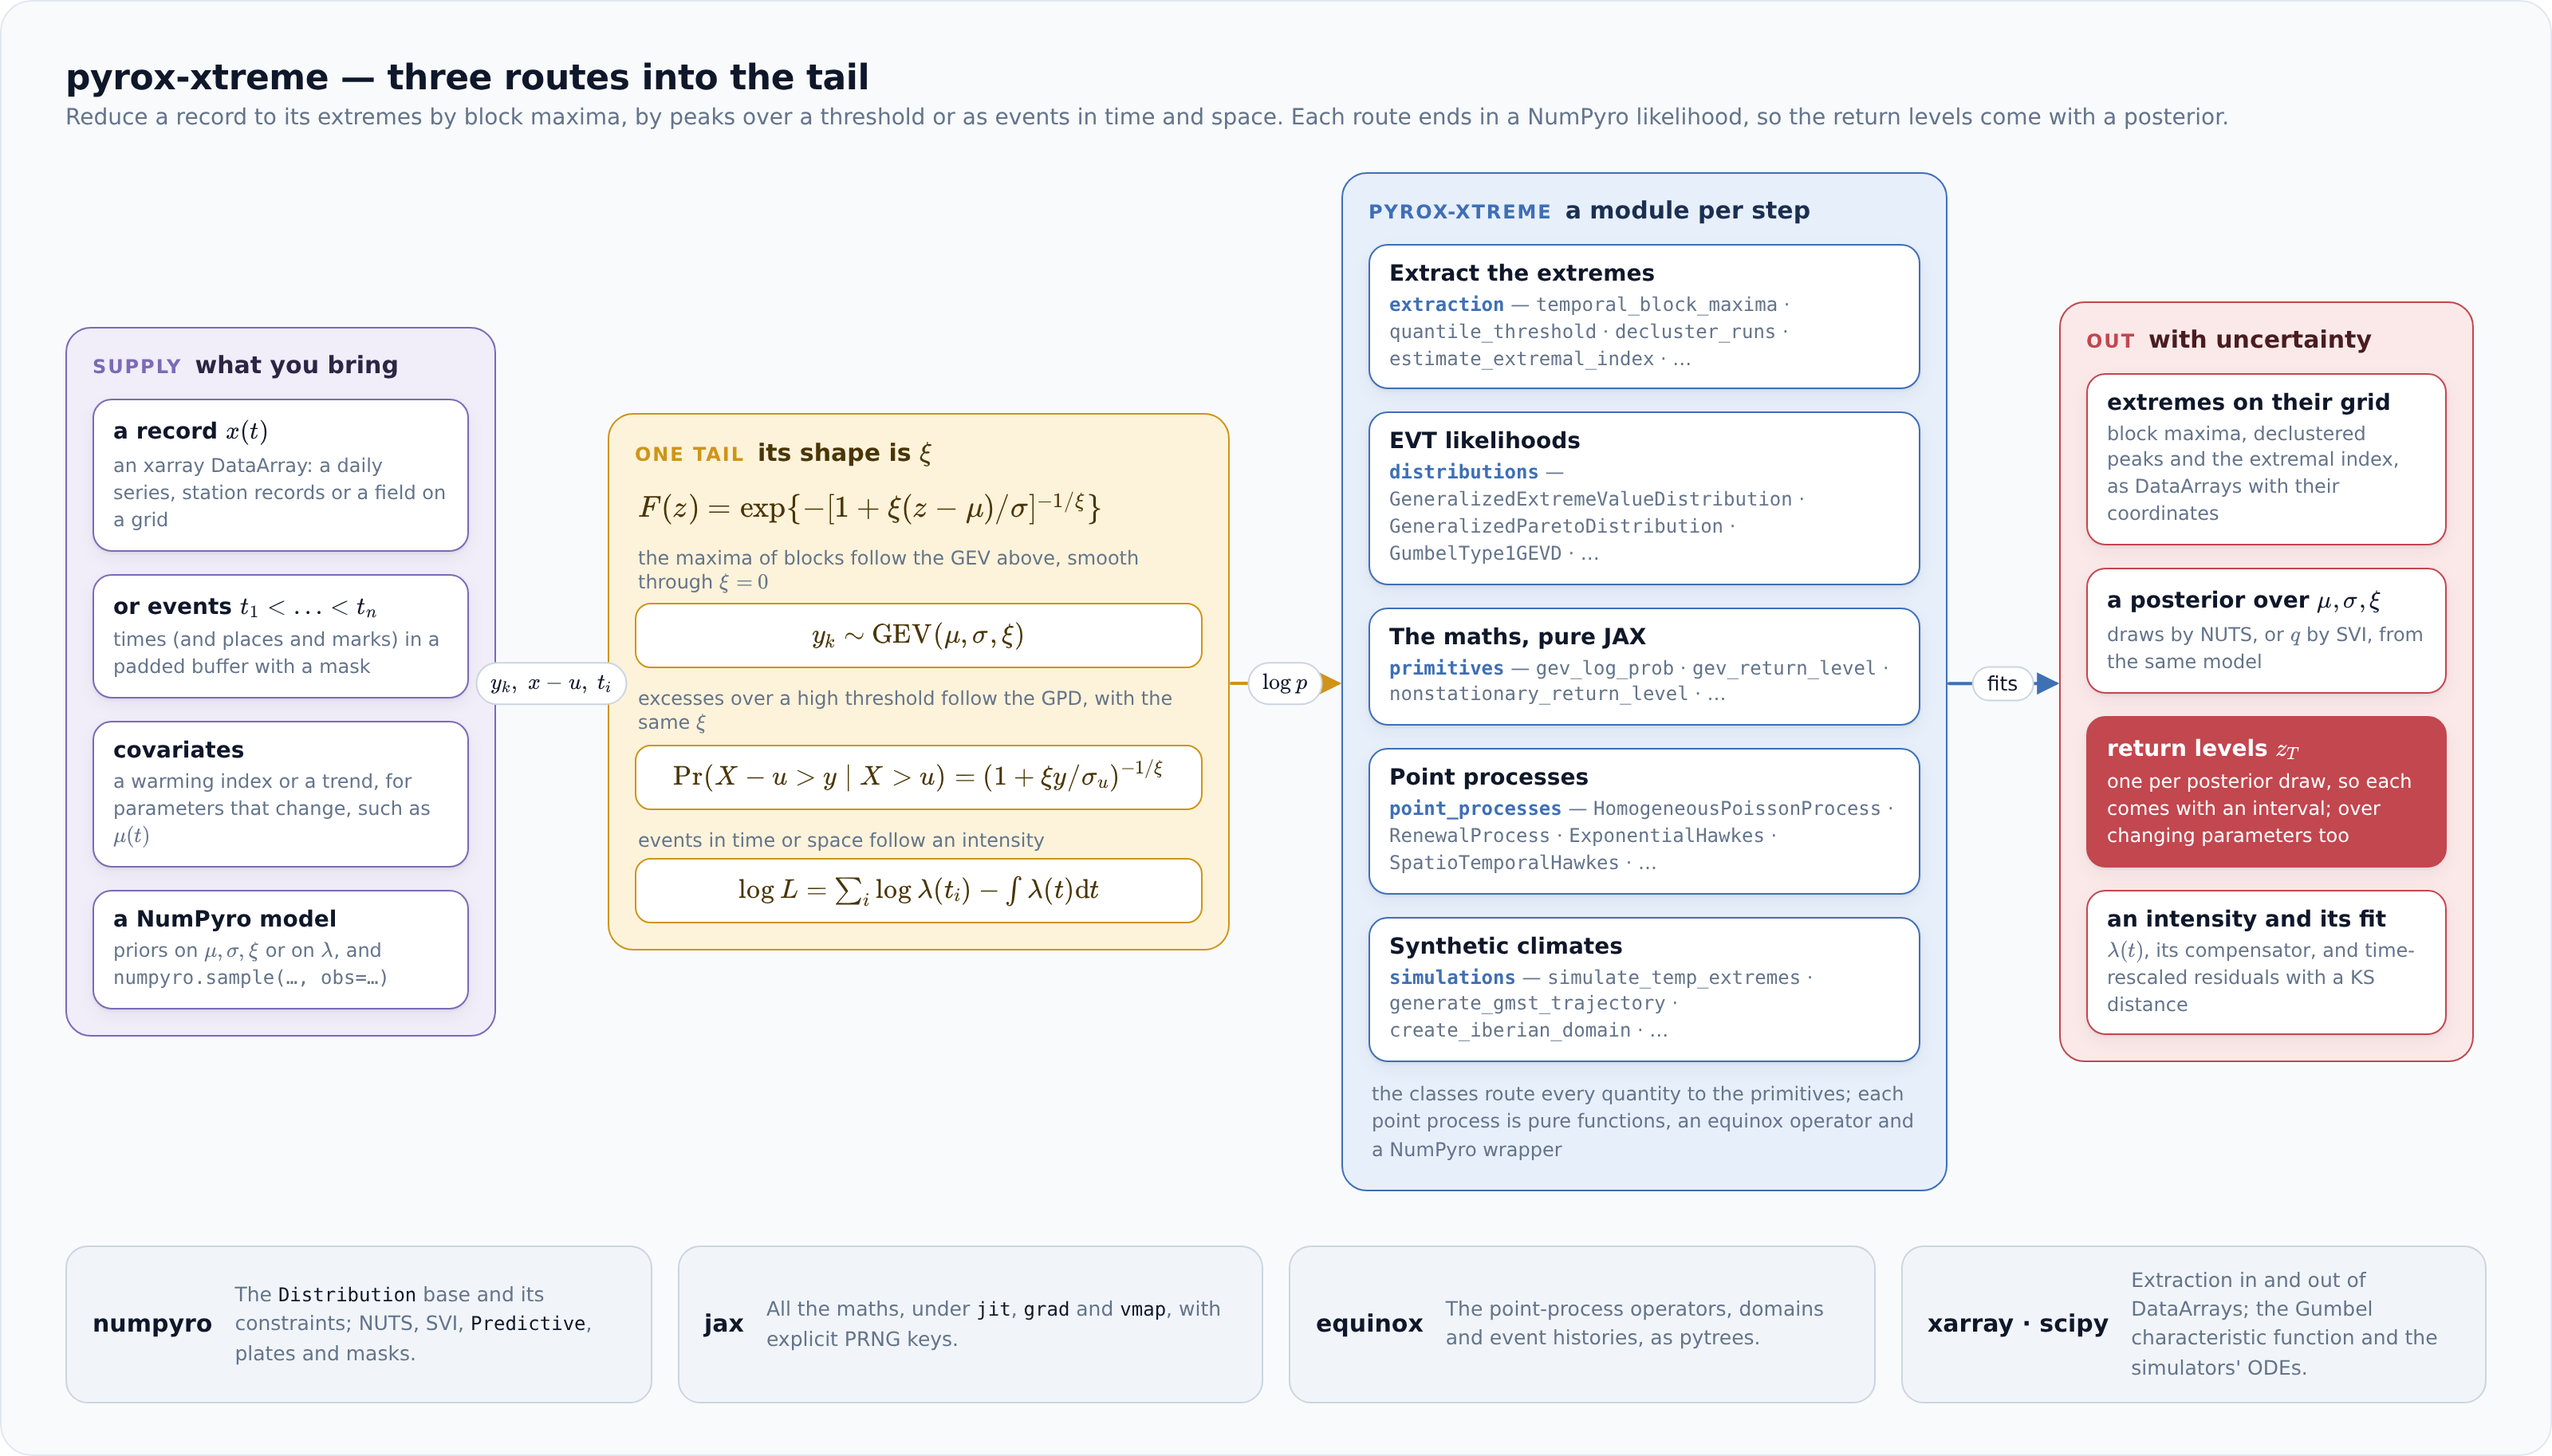 pyrox-xtreme — three routes into the tail
Reduce a record to its extremes by block maxima, by peaks over a threshold or as events in time and space. Each route ends in a NumPyro likelihood, so the return levels come with a posterior.
SUPPLY what you bring
a record x(t)
an xarray DataArray: a daily
series, station records or a field on
a grid
or events t₁ < … < tₙ
times (and places and marks) in a
padded buffer with a mask
covariates
a warming index or a trend, for
parameters that change, such as
μ(t)
a NumPyro model
priors on μ, σ, ξ or on λ, and
numpyro.sample(…, obs=…)
yₖ, x − u, tᵢ
ONE TAIL its shape is ξ
F(z) = exp{−[1 + ξ(z − μ)/σ]^{−1/ξ}}
the maxima of blocks follow the GEV above, smooth
through ξ = 0
yₖ ∼ GEV(μ, σ, ξ)
excesses over a high threshold follow the GPD, with the
same ξ
Pr(X − u > y | X > u) = (1 + ξy/σᵤ)^{−1/ξ}
events in time or space follow an intensity
log L = ∑ᵢ log λ(tᵢ) − ∫ λ(t)dt
log p
PYROX-XTREME a module per step
Extract the extremes
extraction — temporal_block_maxima ·
quantile_threshold · decluster_runs ·
estimate_extremal_index · …
EVT likelihoods
distributions —
GeneralizedExtremeValueDistribution ·
GeneralizedParetoDistribution ·
GumbelType1GEVD · …
The maths, pure JAX
primitives — gev_log_prob · gev_return_level ·
nonstationary_return_level · …
Point processes
point_processes — HomogeneousPoissonProcess ·
RenewalProcess · ExponentialHawkes ·
SpatioTemporalHawkes · …
Synthetic climates
simulations — simulate_temp_extremes ·
generate_gmst_trajectory ·
create_iberian_domain · …
the classes route every quantity to the primitives; each
point process is pure functions, an equinox operator and
a NumPyro wrapper
fits
OUT with uncertainty
extremes on their grid
block maxima, declustered
peaks and the extremal index,
as DataArrays with their
coordinates
a posterior over μ, σ, ξ
draws by NUTS, or q by SVI, from
the same model
return levels z_T
one per posterior draw, so each
comes with an interval; over
changing parameters too
an intensity and its fit
λ(t), its compensator, and time-
rescaled residuals with a KS
distance
numpyro
The Distribution base and its
constraints; NUTS, SVI, Predictive,
plates and masks.
jax
All the maths, under jit, grad and vmap, with
explicit PRNG keys.
equinox
The point-process operators, domains
and event histories, as pytrees.
xarray · scipy
Extraction in and out of
DataArrays; the Gumbel
characteristic function and the
simulators' ODEs.